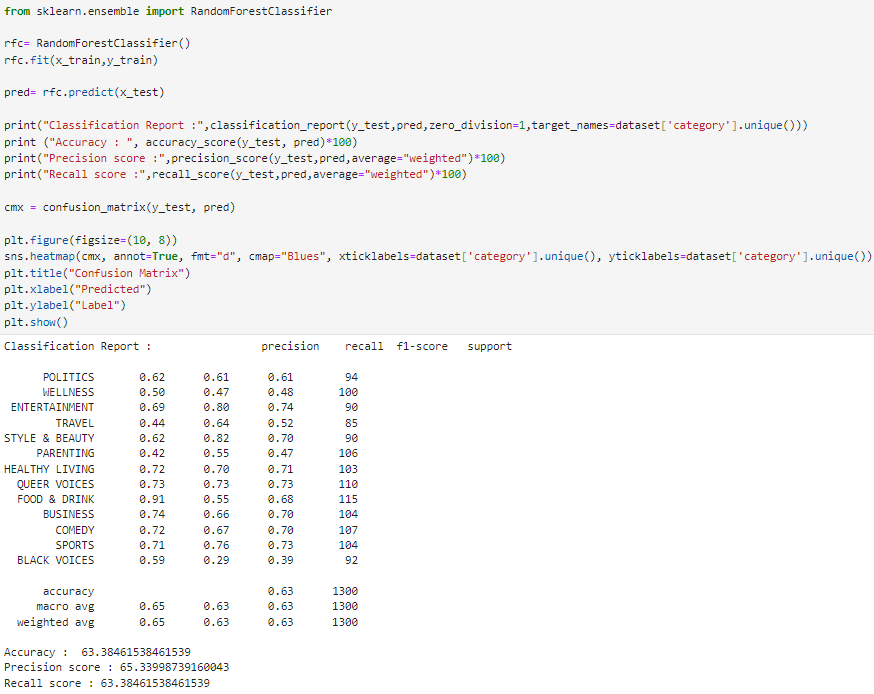 from sklearn.ensemble import RandomForestClassifier
rfc= RandomForestClassifier()
rfc.fit(x_train,y_train)
pred= rfc.predict(x_test)
print("Classification Report :",classification_report(y_test,pred,zero_division=1,target_names=dataset['category'].unique()))
print ("Accuracy : ", accuracy_score(y_test, pred)*100)
print("Precision score :",precision_score(y_test,pred,average="weighted")*100)
print("Recall score :",recall_score(y_test,pred,average="weighted")*100)
cmx = confusion_matrix(y_test, pred)
plt.figure(figsize=(10, 8))
sns.heatmap(cmx, annot=True, fmt="d", cmap="Blues", xticklabels=dataset['category'].unique(), yticklabels=dataset['category'].unique())
plt.title("Confusion Matrix")
plt.xlabel("Predicted")
plt.ylabel("Label")
plt.show()
Classification Report :                 precision    recall  f1-score   support
POLITICS       0.62      0.61      0.61        94
WELLNESS       0.50      0.47      0.48       100
ENTERTAINMENT       0.69      0.80      0.74        90
TRAVEL       0.44      0.64      0.52        85
STYLE & BEAUTY       0.62      0.82      0.70        90
PARENTING       0.42      0.55      0.47       106
HEALTHY LIVING       0.72      0.70      0.71       103
QUEER VOICES       0.73      0.73      0.73       110
FOOD & DRINK       0.91      0.55      0.68       115
BUSINESS       0.74      0.66      0.70       104
COMEDY       0.72      0.67      0.70       107
SPORTS       0.71      0.76      0.73       104
BLACK VOICES       0.59      0.29      0.39        92
accuracy                           0.63      1300
macro avg       0.65      0.63      0.63      1300
weighted avg       0.65      0.63      0.63      1300
Accuracy :  63.38461538461539
Precision score : 65.33998739160043
Recall score : 63.38461538461539